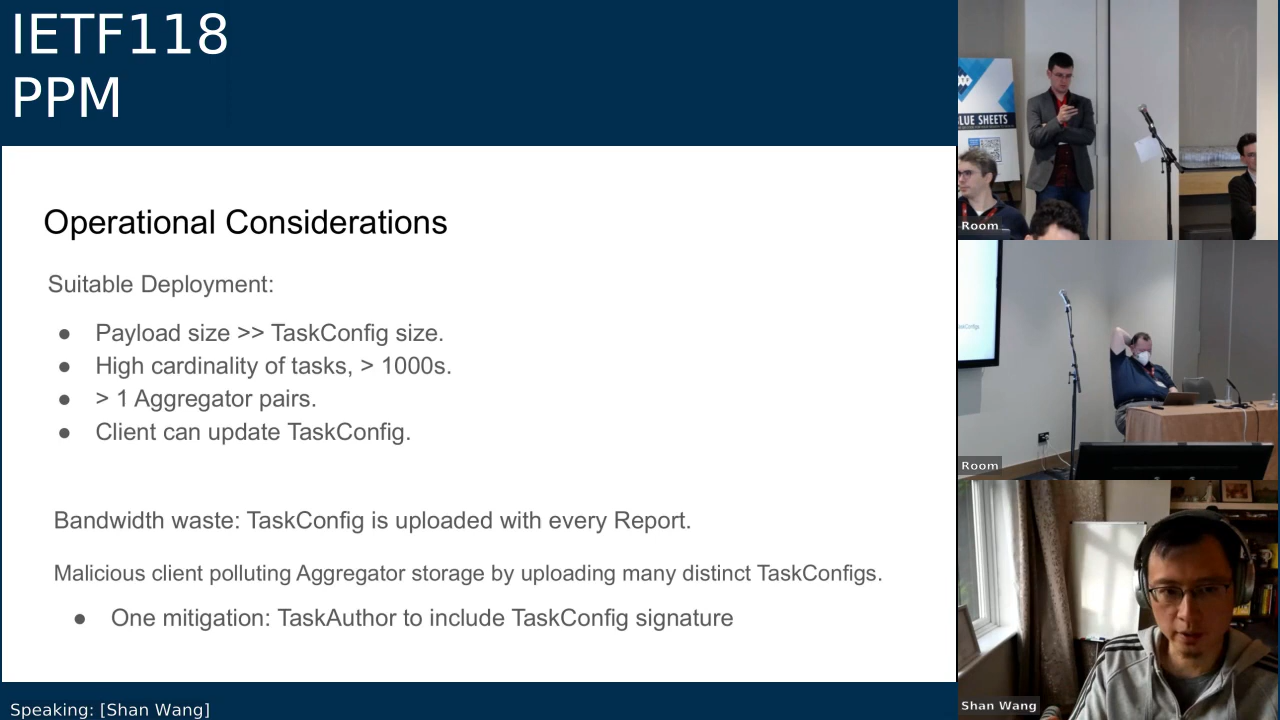 IETF118
PPM
Operational Considerations
Suitable Deployment:
● Payload size >> TaskConfig size.
● High cardinality of tasks, > 1000s.
● > 1 Aggregator pairs.
● Client can update TaskConfig.
Bandwidth waste: TaskConfig is uploaded with every Report.
Malicious client polluting Aggregator storage by uploading many distinct TaskConfigs.
● One mitigation: TaskAuthor to include TaskConfig signature
Speaking: [Shan Wang]
BLUE SHEETS
Room
Room
Shan Wang